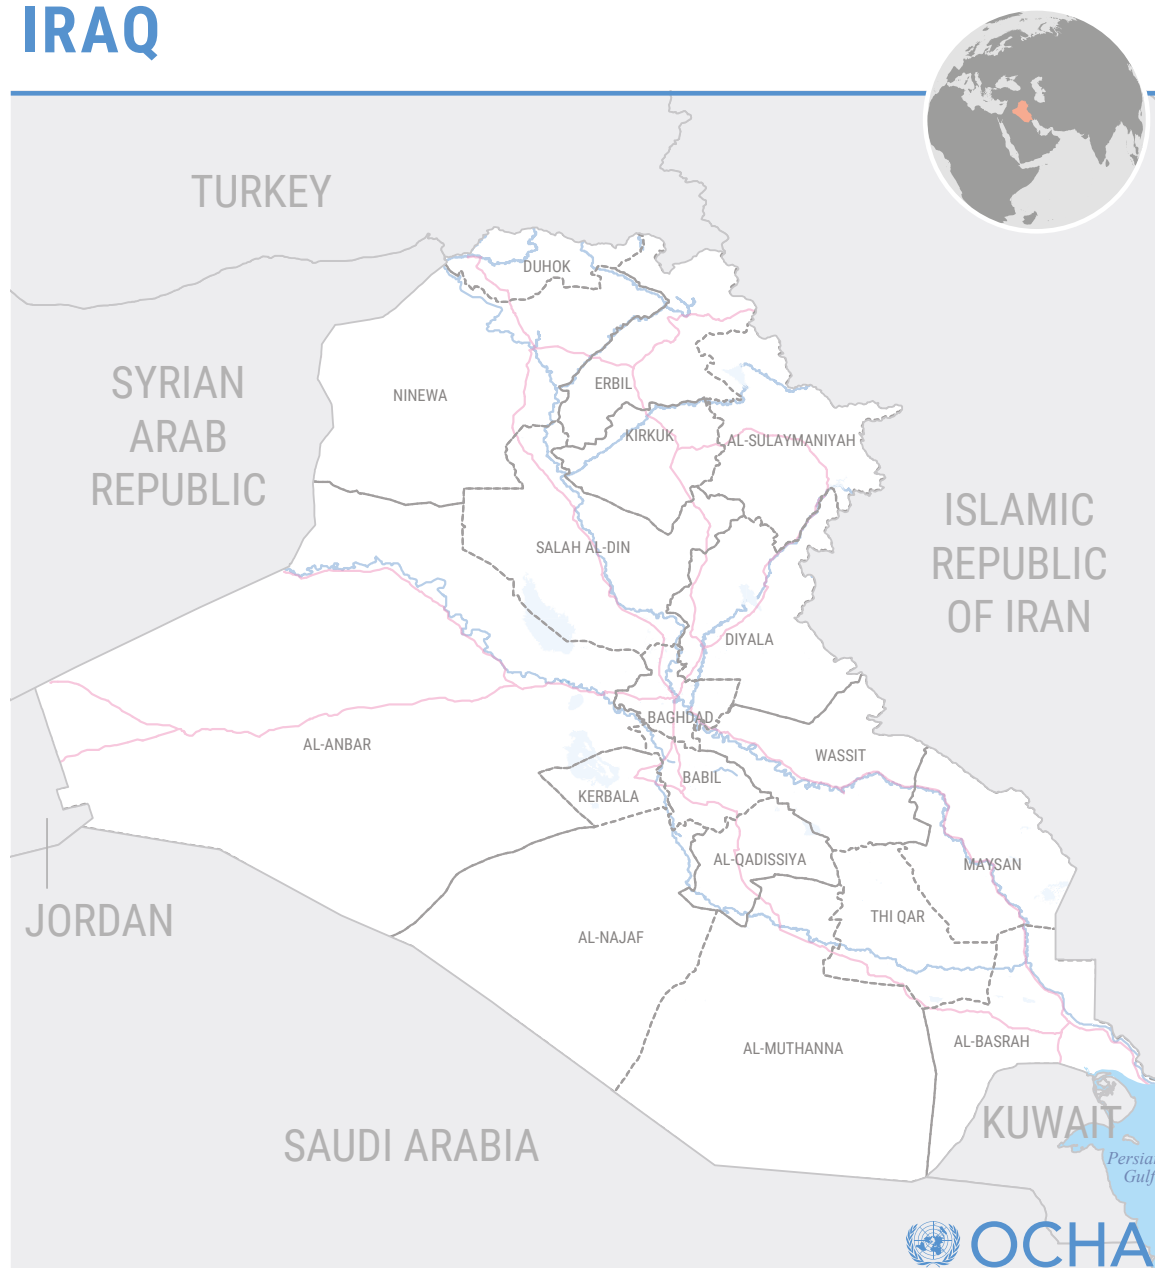 IRAQ
TURKEY
DUHOK
SYRIAN
ARAB
REPUBLIC
NINEWA
ERBIL
KIRKUK
AL-SULAYMANIYAH
ISLAMIC
REPUBLIC
OF IRAN
SALAH AL-DIN
DIYALA
BAGHDAD
AL-ANBAR
WASSIT
BABIL
KERBALA
AL-QADISSIYA
MAYSAN
JORDAN
THI QAR
AL-NAJAF
AL-MUTHANNA
AL-BASRAH
SAUDI ARABIA
KUWAIT
Gulf
OCHA